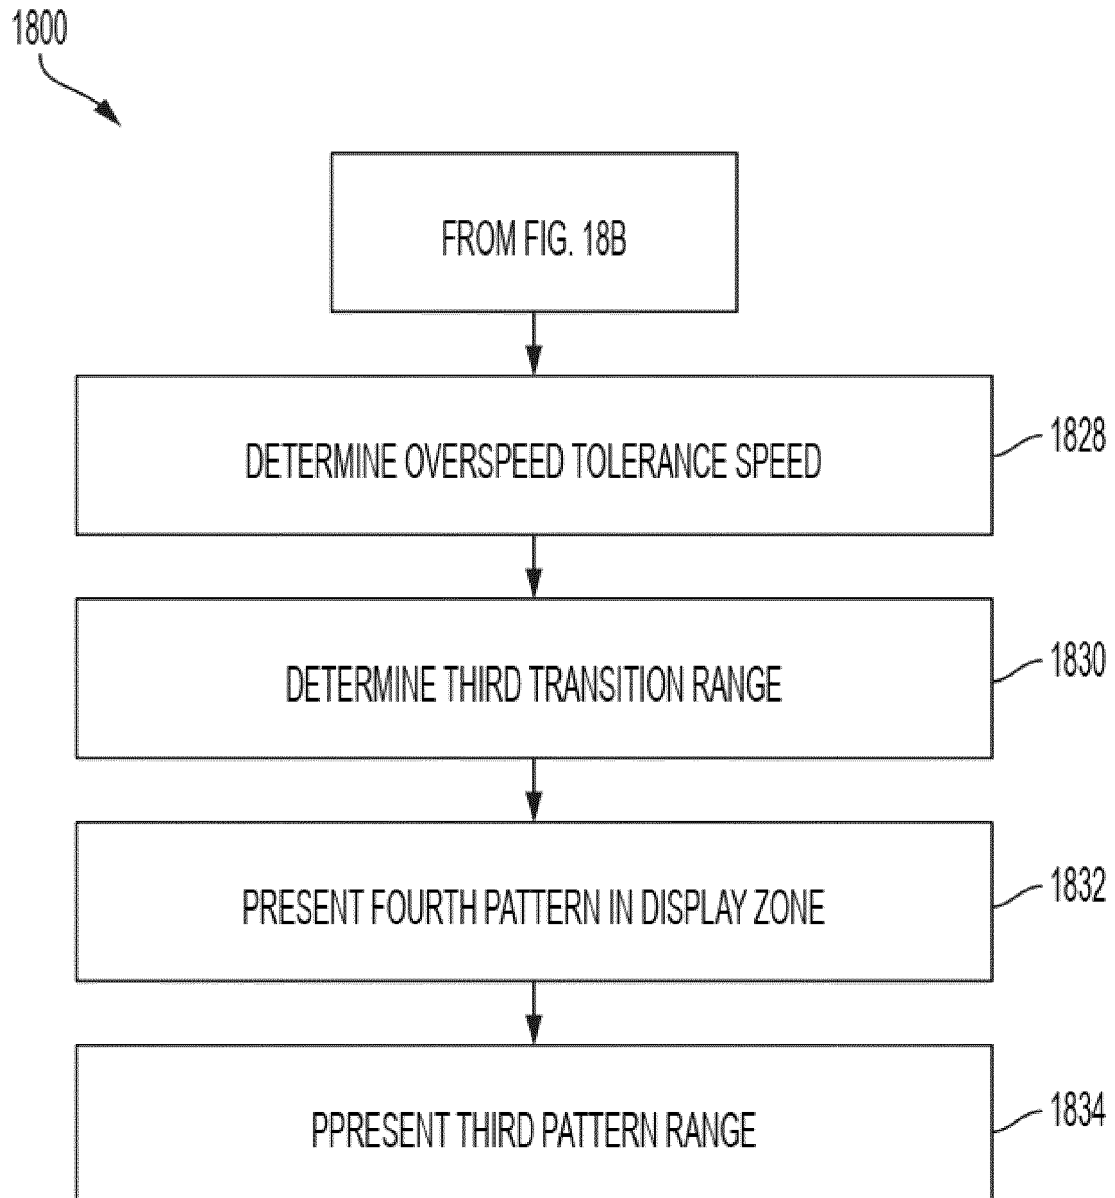 1800
FROM FIG. 18B
DETERMINE OVERSPEED TOLERANCE SPEED
1828
DETERMINE THIRD TRANSITION RANGE
1830
PRESENT FOURTH PATTERN IN DISPLAY ZONE
1832
PPRESENT THIRD PATTERN RANGE
1834